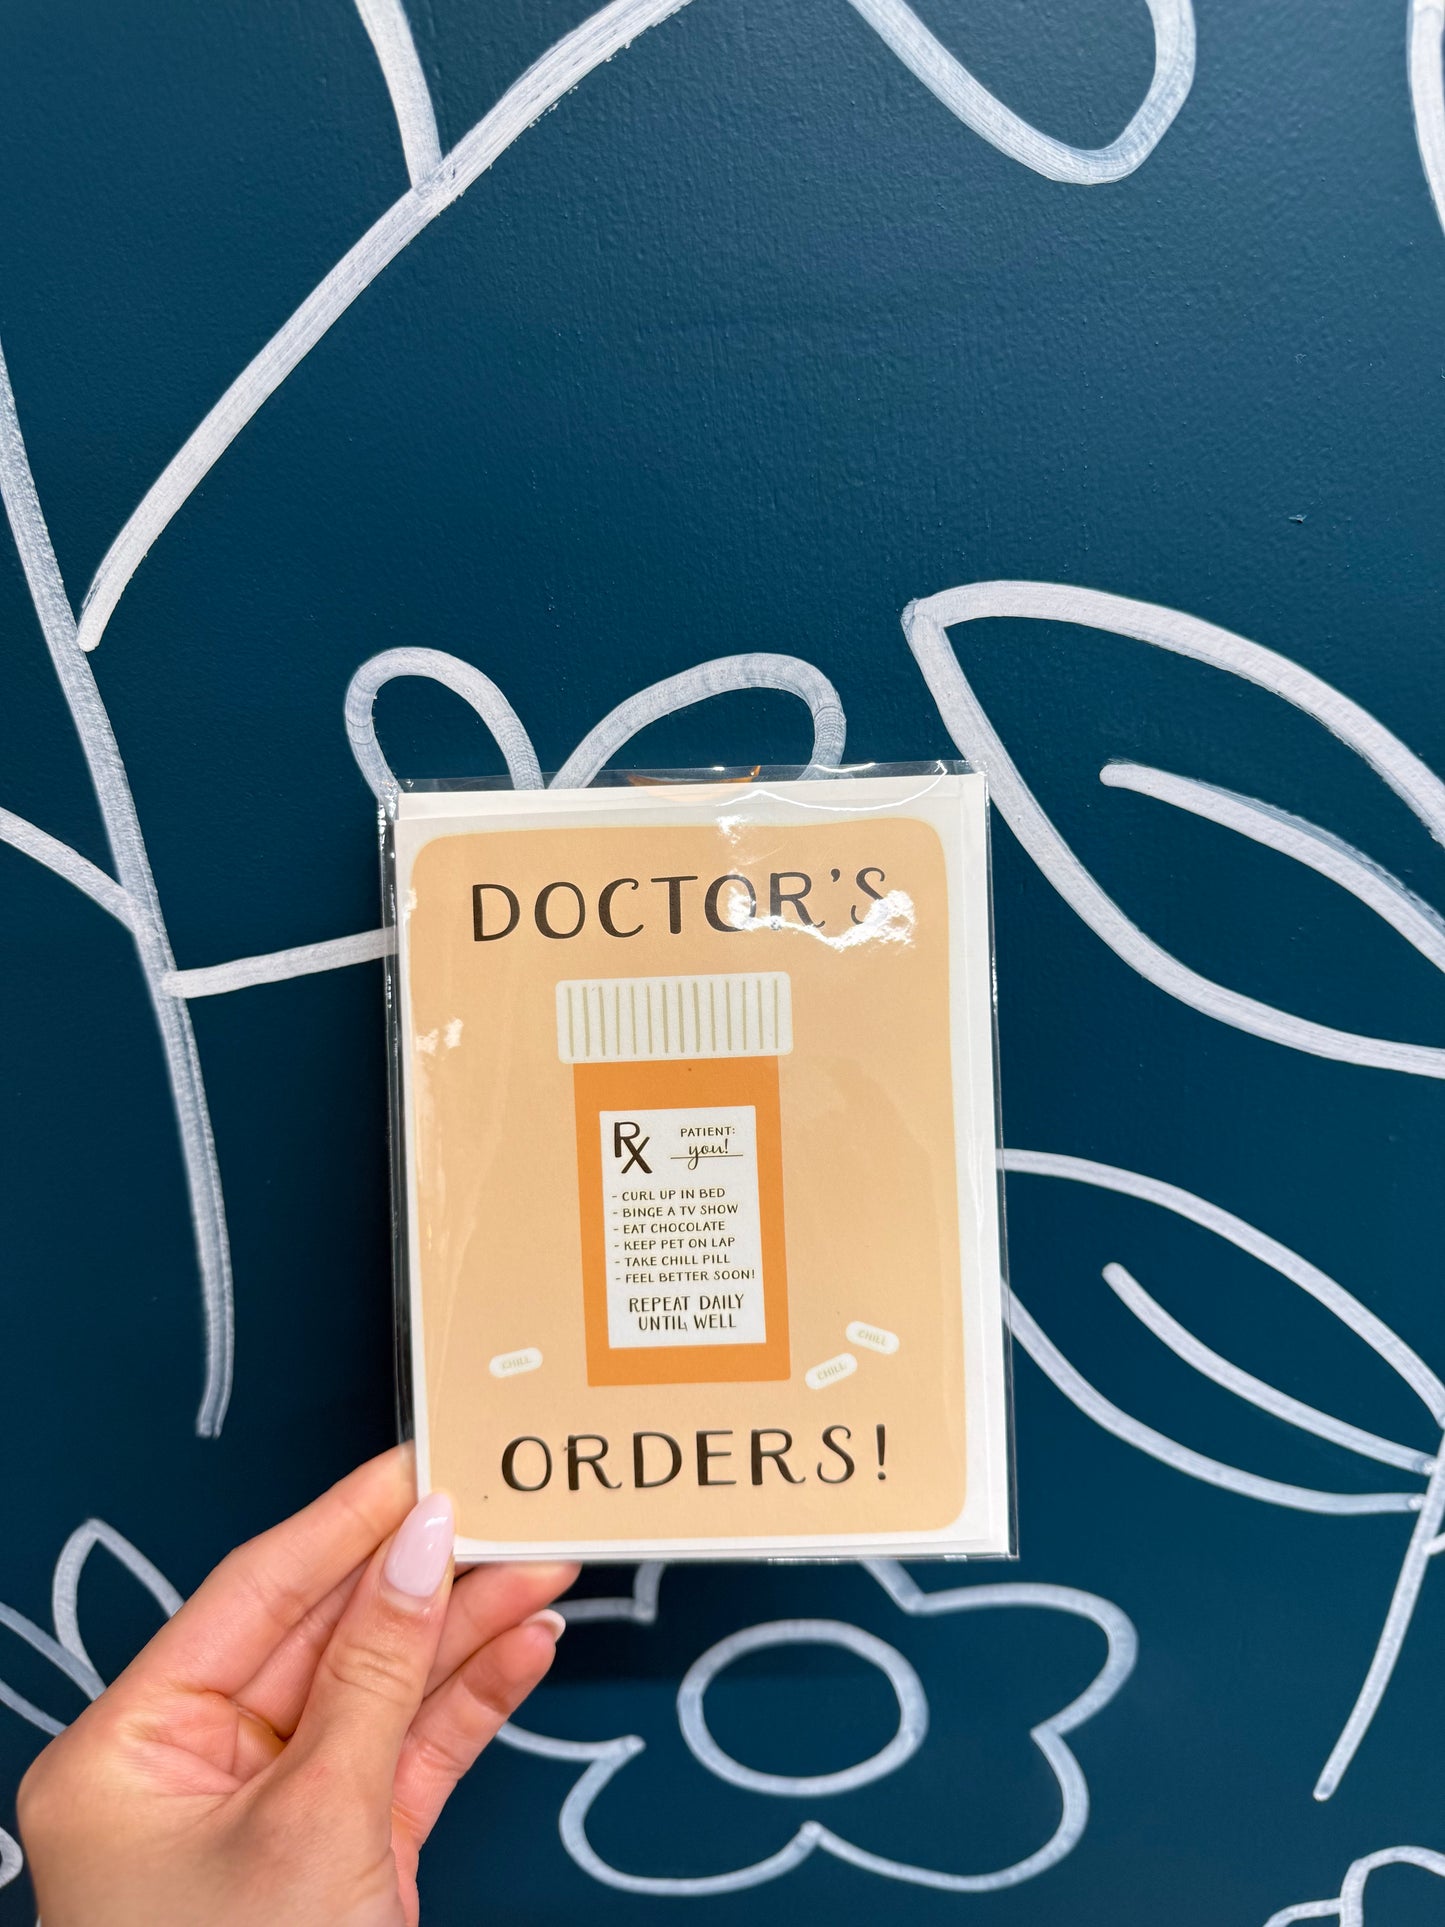 DOCTOR'S
RX
PATIENT:
you!
- CURL UP IN BED
- BINGE A TV SHOW
- EAT CHOCOLATE
- KEEP PET ON LAP
- TAKE CHILL PILL
- FEEL BETTER SOON!
REPEAT DAILY
UNTIL WELL
CHILL
CHILL
CHILL
ORDERS!